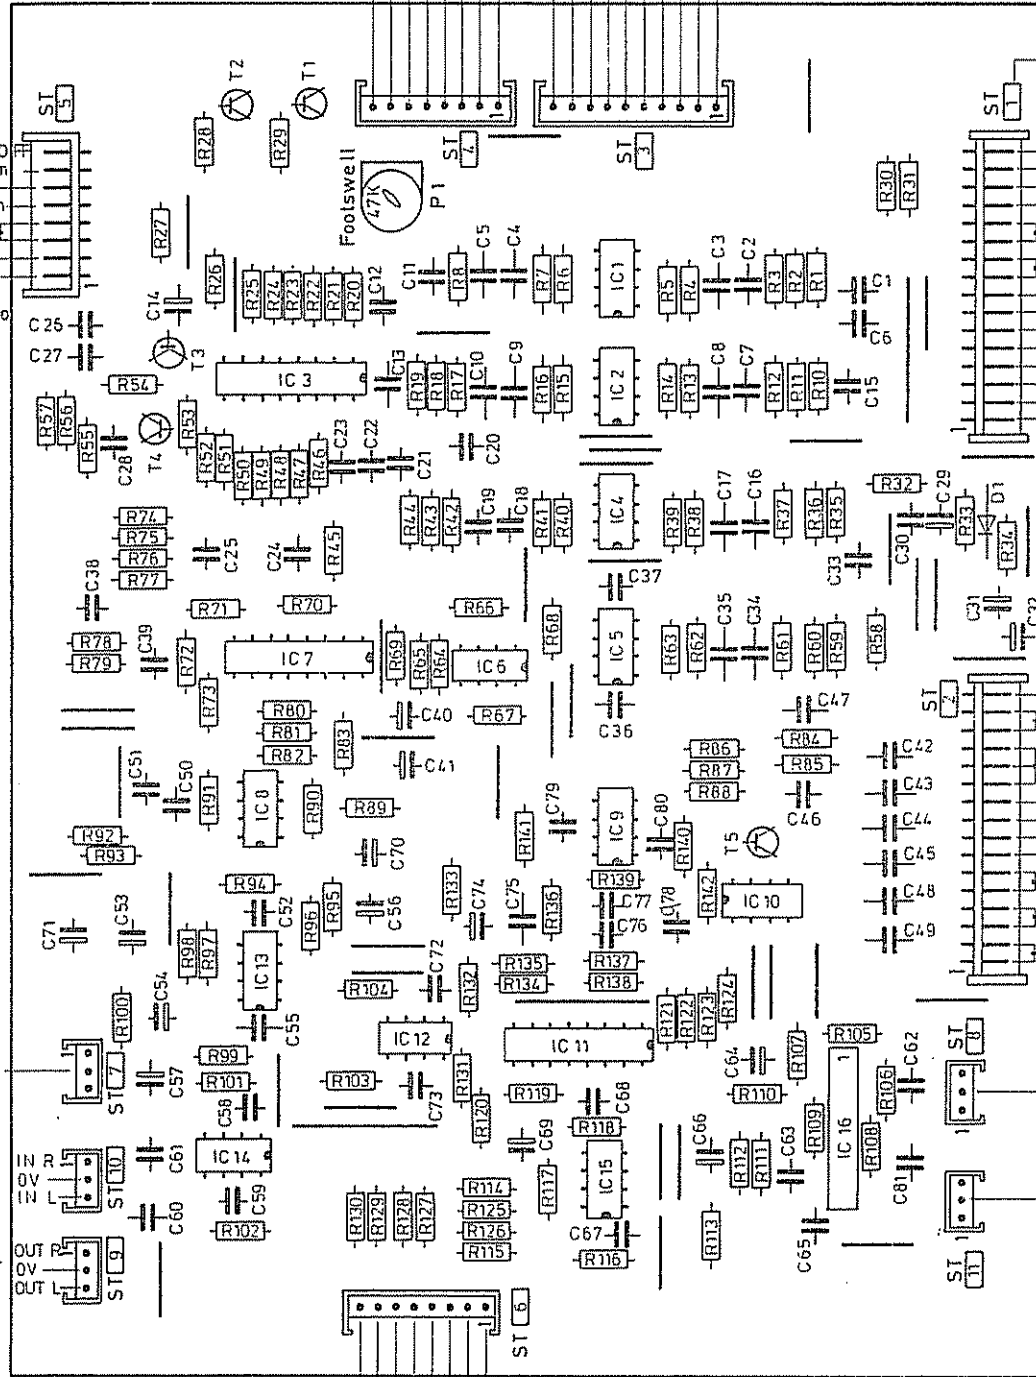 T2
T1
ST
5
R28
R29
ST
4
ST
3
ST
1
1
1
Footswell
47K
P1
R27
R30
R31
C14
R26
R25
R24
R23
R22
R21
R20
C12
C11
R8
C5
C4
R7
R6
IC1
R5
R4
C3
C2
R3
R2
R1
C1
C6
1
C25
C27
T3
R54
IC 3
C13
R19
R18
R17
C10
C9
R16
R15
IC 2
R14
R13
C8
C7
R12
R11
R10
C15
R57
R56
R55
C28
T4
R53
R52
R51
R50
R49
R48
R47
R46
C23
C22
C21
C20
1
R74
R75
R76
R77
C25
C24
R45
R44
R43
R42
C19
C18
R41
R40
IC4
R39
R38
C17
C16
R37
R36
R35
R32
C29
C30
R33
D1
R34
C33
C31
C32
C38
R71
R70
R66
C37
R68
R78
R79
C39
R72
R73
IC 7
R69
R65
R64
IC 6
IC 5
R63
R62
C35
C34
R61
R60
R59
R58
R80
R81
R82
R83
C40
C41
R67
C36
C47
R84
R85
C46
R86
R87
R88
ST
2
C42
C43
C44
C45
C48
C49
1
C51
C50
R91
IC 8
R90
R89
C70
R141
C79
IC 9
C80
R140
T5
R92
R93
R94
C52
R95
R96
C56
R133
C74
C75
R136
R139
C77
C76
C78
R142
IC 10
C71
C53
R98
R97
IC13
C55
R104
C72
R132
R135
R134
R137
R138
R100
C54
R99
R101
C58
R103
IC 12
C73
R131
R120
IC 11
R121
R122
R123
R124
C64
R110
R107
R105
R106
C62
ST
8
1
ST
7
1
C57
R119
C68
R118
R109
IC 16
1
R108
C81
IN R
0V
IN L
ST
10
C61
IC 14
C59
C60
R102
C69
R117
IC15
C66
R112
R111
C63
OUT R
0V
OUT L
ST
9
R130
R129
R128
R127
R114
R125
R126
R115
C67
R116
R113
C65
1
ST
11
1
ST
6